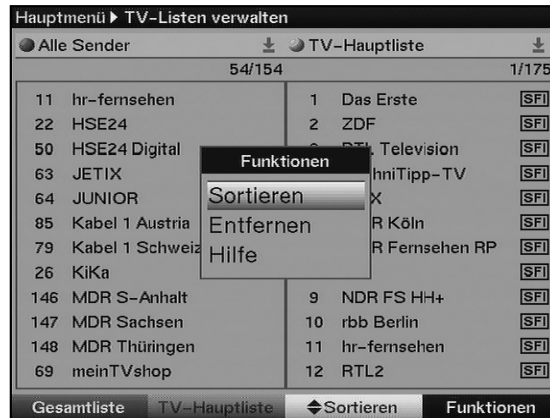 Hauptmenü TV-Listen verwalten
Alle Sender
TV-Hauptliste
54/154
1/175
11 hr-fernsehen
22 HSE24
50 HSE24 Digital
63 JETIX
64 JUNIOR
85 Kabel 1 Austria
79 Kabel 1 Schweiz
26 KiKa
146 MDR S-Anhalt
147 MDR Sachsen
148 MDR Thüringen
69 meinTVshop
1 Das Erste SFI
2 ZDF SFI
Television SFI
hniTipp-TV SFI
X SFI
R Köln SFI
R Fernsehen RP SFI
SFI
9 NDR FS HH+ SFI
10 rbb Berlin SFI
11 hr-fernsehen SFI
12 RTL2 SFI
Funktionen
Sortieren
Entfernen
Hilfe
Gesamtliste TV-Hauptliste Sortieren Funktionen